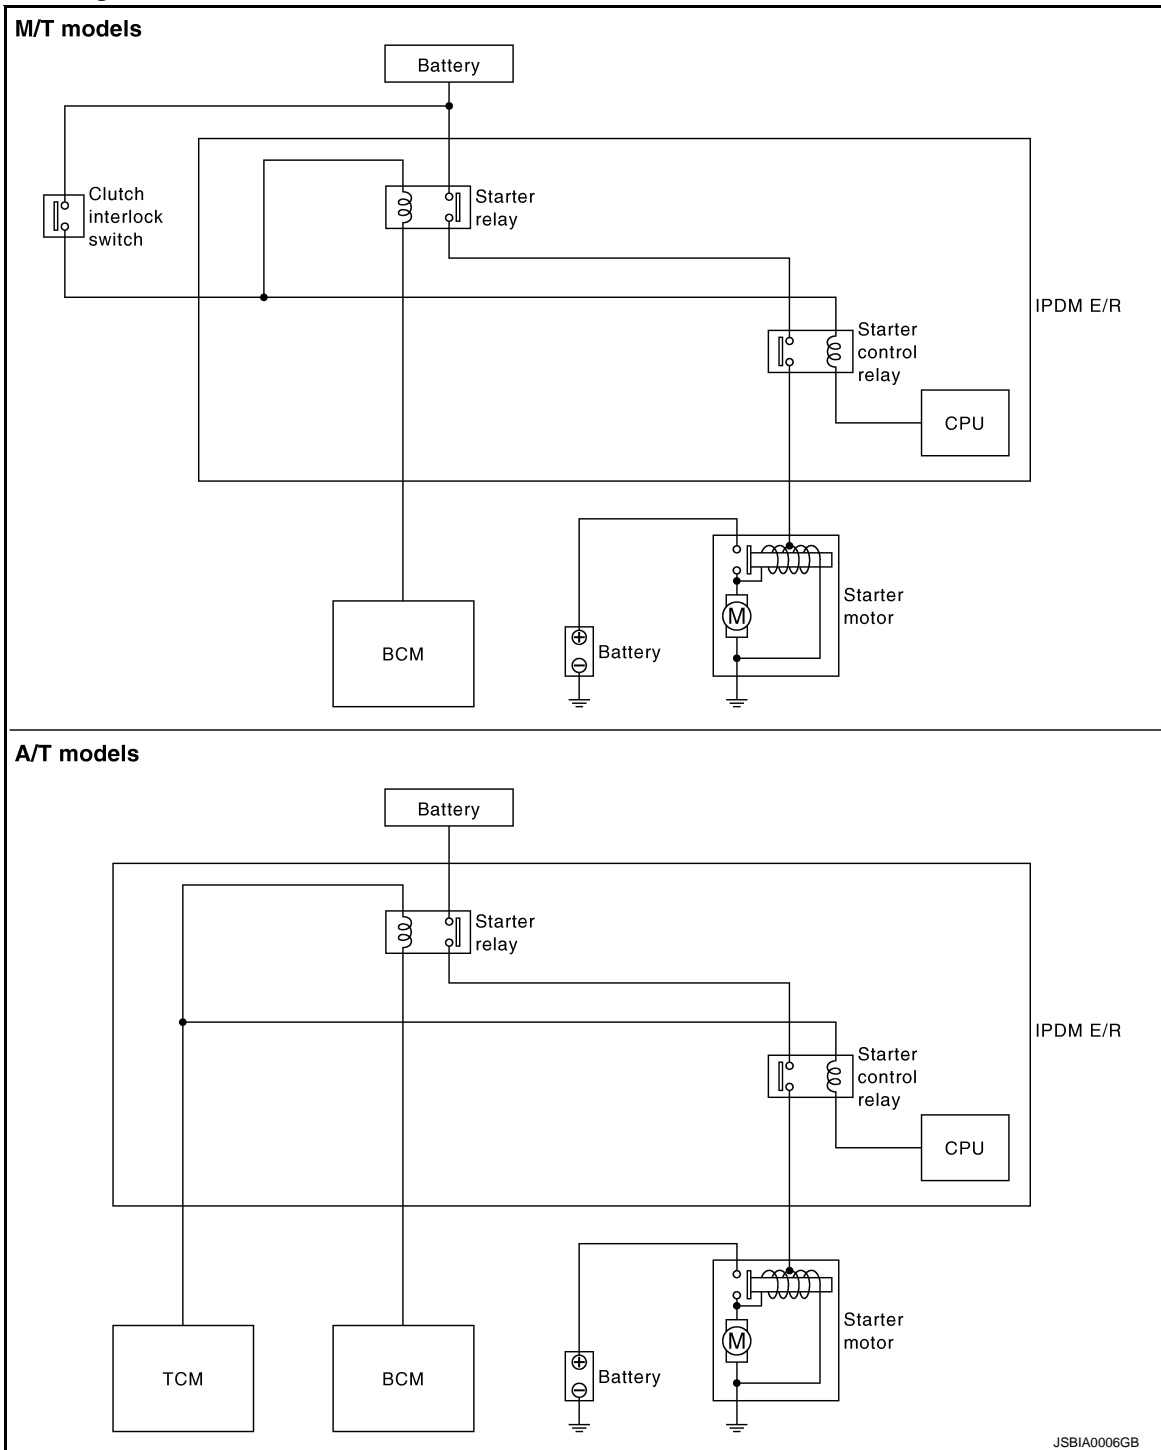 M/T models
Battery
Clutch
interlock
switch
Starter
relay
IPDM E/R
Starter
control
relay
CPU
Starter
motor
M
BCM
Battery
A/T models
Battery
Starter
relay
IPDM E/R
Starter
control
relay
CPU
Starter
motor
M
TCM
BCM
Battery
JSBIA0006GB